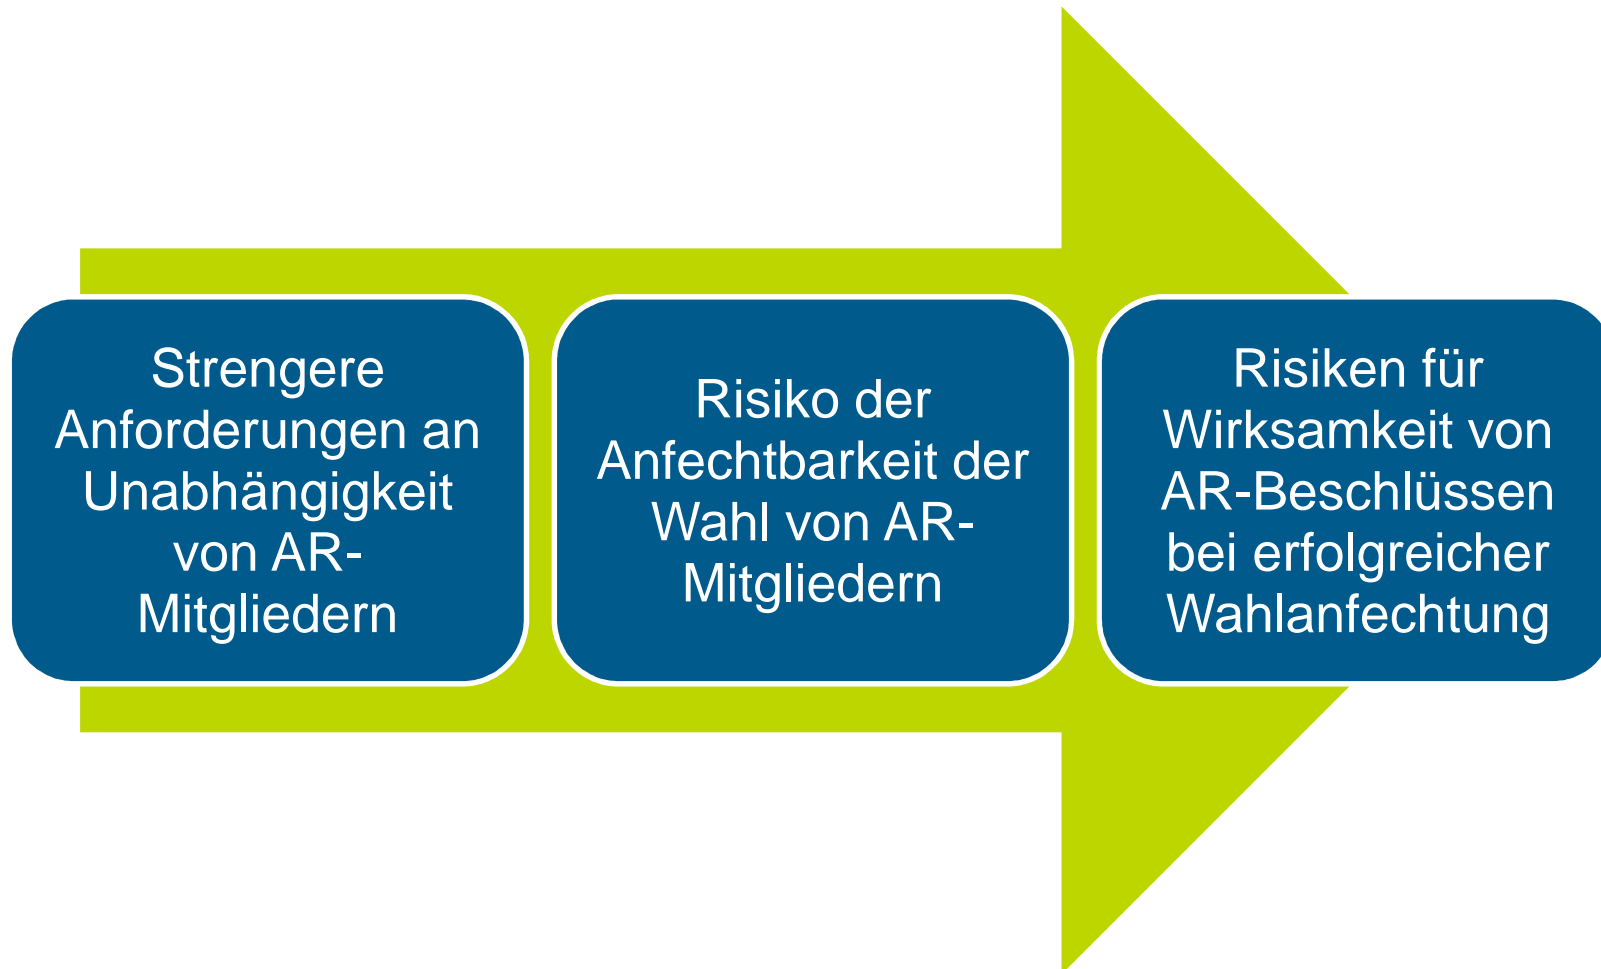 Strengere
Anforderungen an
Unabhängigkeit
von AR-
Mitgliedern
Risiko der
Anfechtbarkeit der
Wahl von AR-
Mitgliedern
Risiken für
Wirksamkeit von
AR-Beschlüssen
bei erfolgreicher
Wahlanfechtung